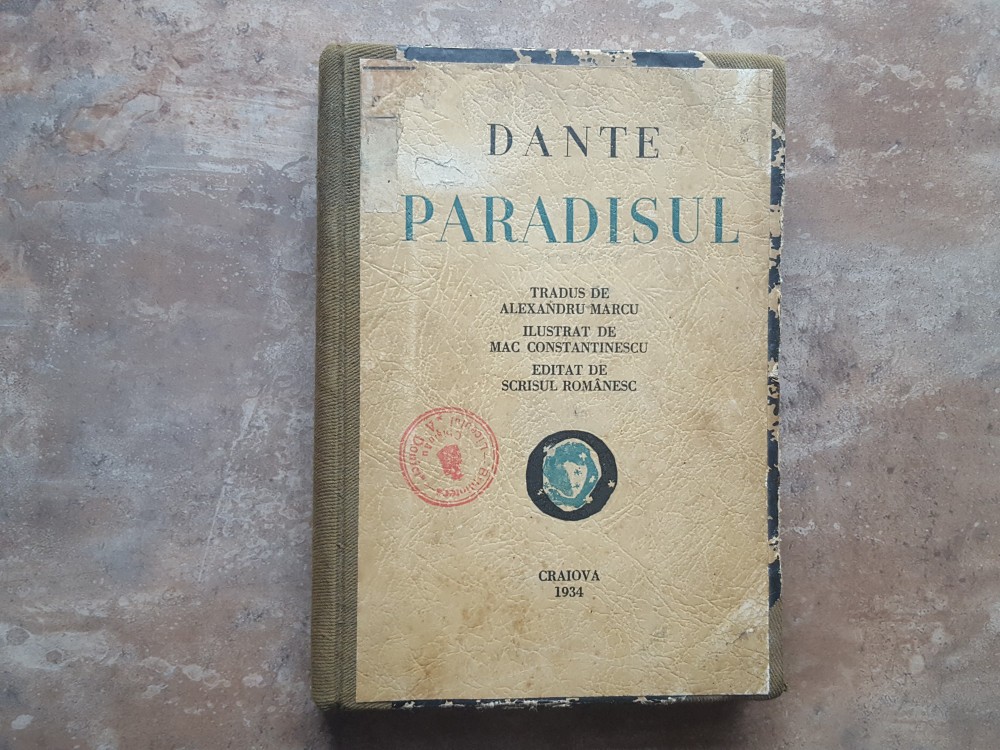 DANTE
PARADISUL
TRADUS DE
ALEXANDRU MARCU
ILUSTRAT DE
MAC CONSTANTINESCU
EDITAT DE
SCRISUL ROMÂNESC
CRAIOVA
1934